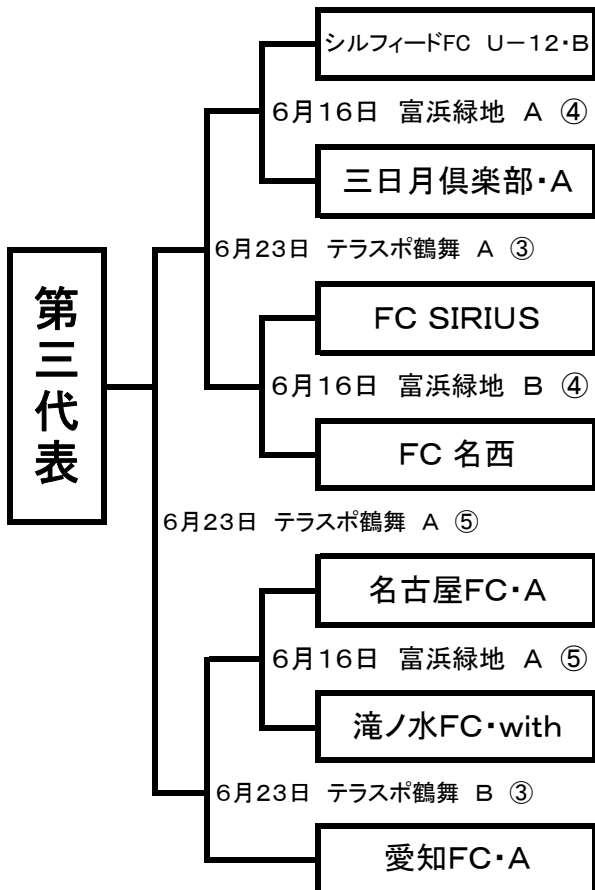 シルフィードFC U－12・B
6月16日 富浜緑地 A ④
三日月倶楽部・A
6月23日 テラスポ鶴舞 A ③
第三代表
FC SIRIUS
6月16日 富浜緑地 B ④
FC 名西
6月23日 テラスポ鶴舞 A ⑤
名古屋FC・A
6月16日 富浜緑地 A ⑤
滝ノ水FC・with
6月23日 テラスポ鶴舞 B ③
愛知FC・A